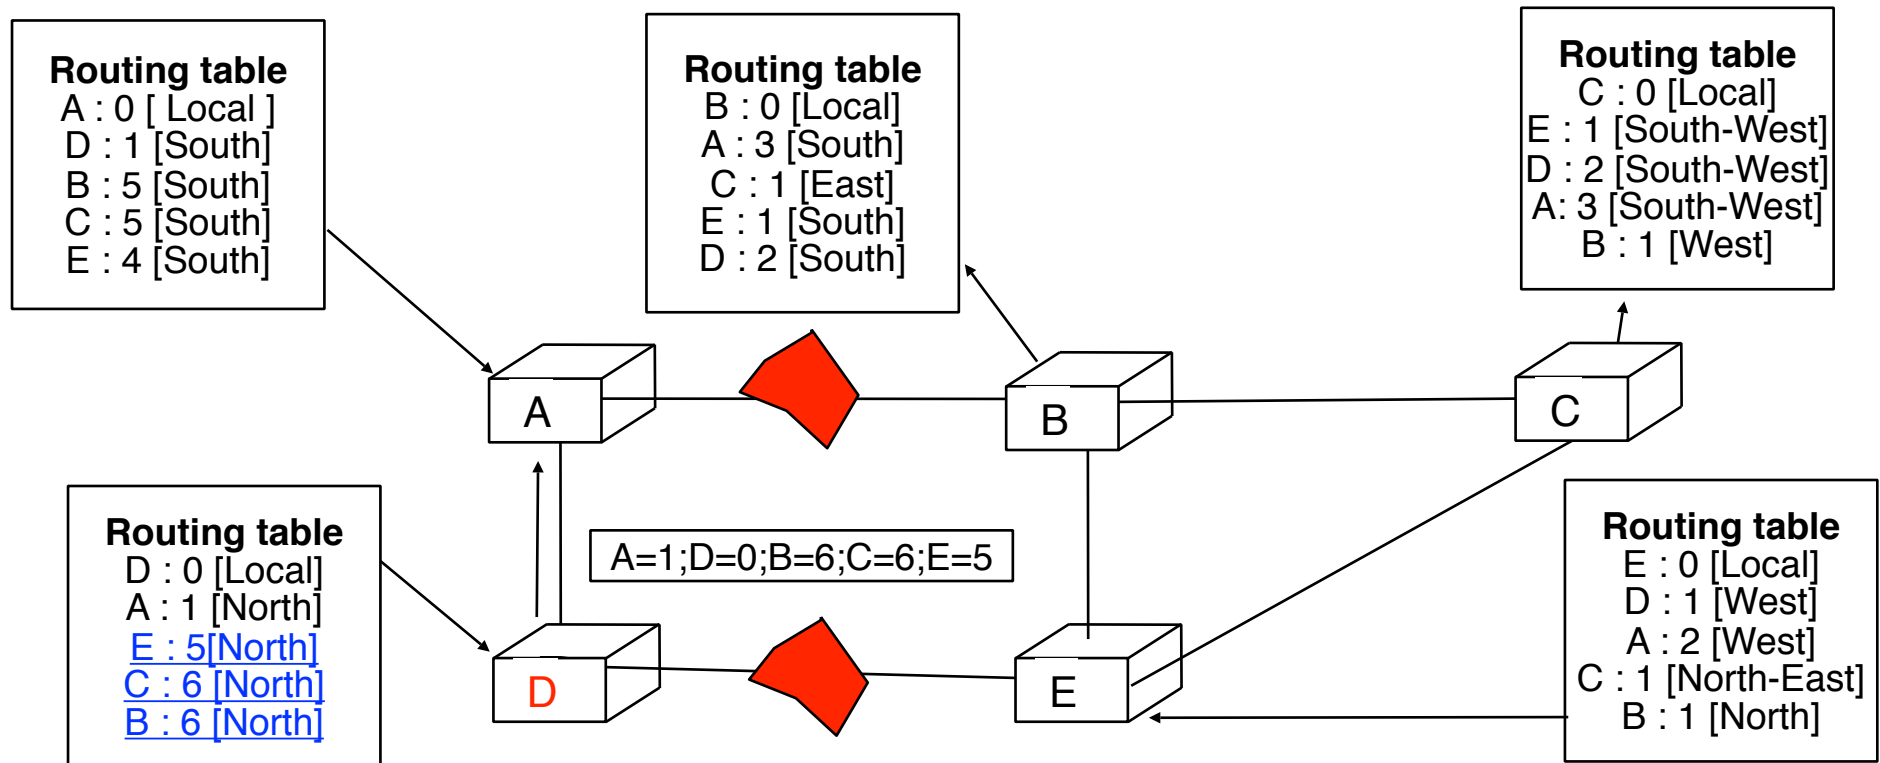 Routing table
A : 0 [ Local ]
D : 1 [South]
B : 5 [South]
C : 5 [South]
E : 4 [South]
Routing table
B : 0 [Local]
A : 3 [South]
C : 1 [East]
E : 1 [South]
D : 2 [South]
Routing table
C : 0 [Local]
E : 1 [South-West]
D : 2 [South-West]
A: 3 [South-West]
B : 1 [West]
A
B
C
Routing table
D : 0 [Local]
A : 1 [North]
E : 5[North]
C : 6 [North]
B : 6 [North]
A=1;D=0;B=6;C=6;E=5
D
E
Routing table
E : 0 [Local]
D : 1 [West]
A : 2 [West]
C : 1 [North-East]
B : 1 [North]